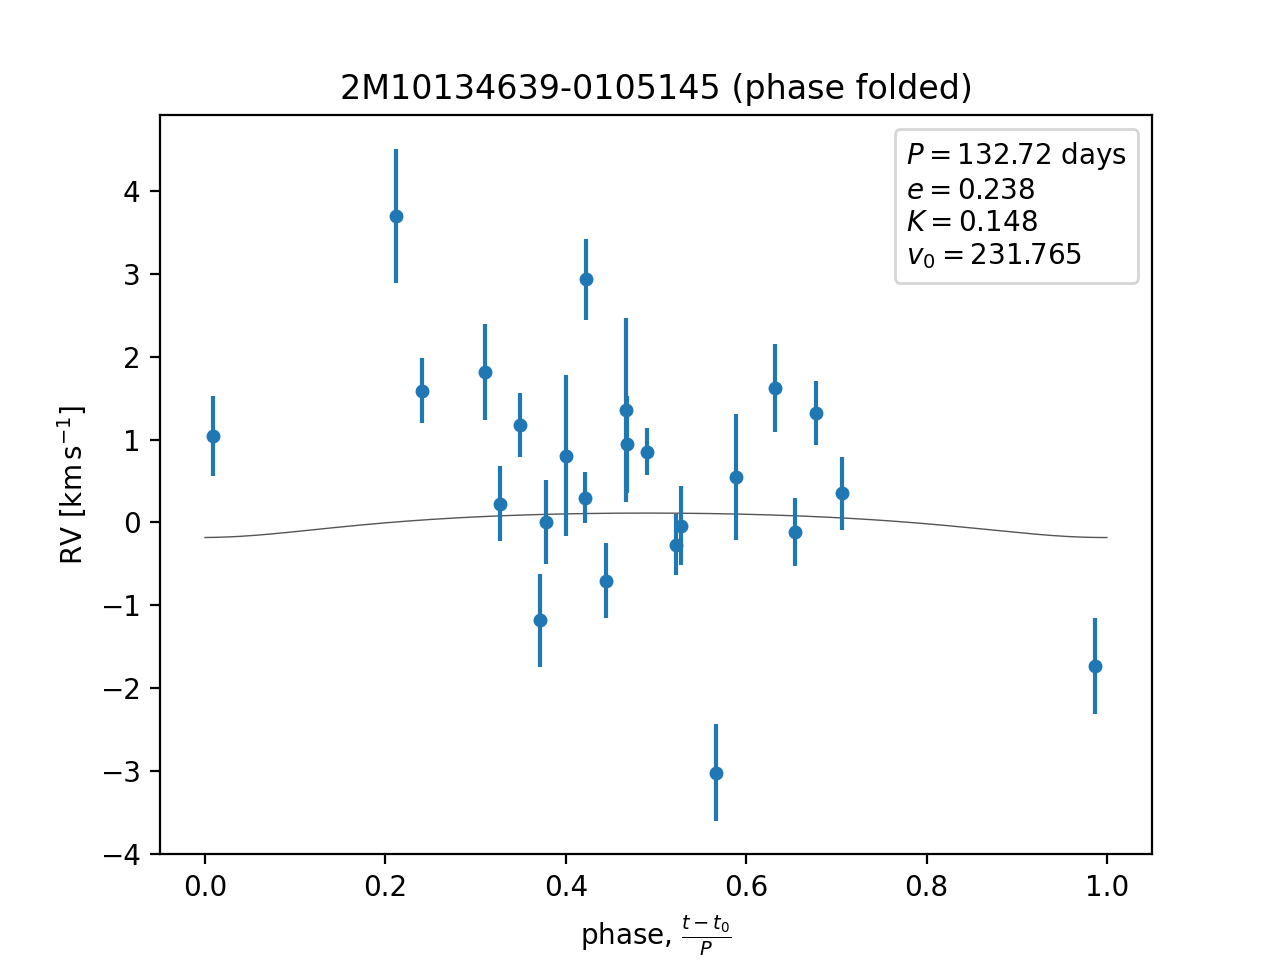 2M10134639-0105145 (phase folded)
P = 132.72 days
e = 0.238
K = 0.148
v₀ = 231.765
RV [km s⁻¹]
4
3
2
1
0
−1
−2
−3
−4
0.0 0.2 0.4 0.6 0.8 1.0
phase, (t − t₀)/P